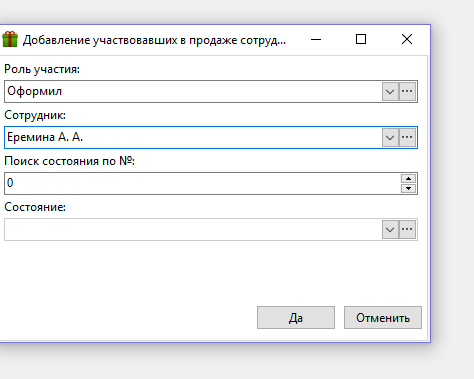 Добавление участвовавших в продаже сотруд...
Роль участия:
Оформил
Сотрудник:
Еремина А. А.
Поиск состояния по №:
0
Состояние:
Да Отменить